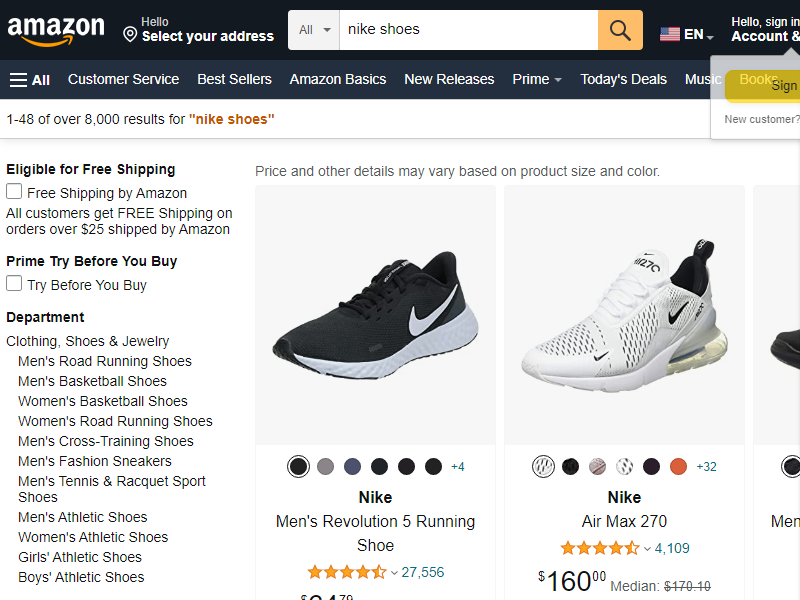 amazon
Hello
Select your address
All
nike shoes
EN
Hello, sign in
Account &
All
Customer Service
Best Sellers
Amazon Basics
New Releases
Prime
Today's Deals
Music
Books
Sign
New customer?
1-48 of over 8,000 results for "nike shoes"
Eligible for Free Shipping
Free Shipping by Amazon
All customers get FREE Shipping on
orders over $25 shipped by Amazon
Prime Try Before You Buy
Try Before You Buy
Department
Clothing, Shoes & Jewelry
Men's Road Running Shoes
Men's Basketball Shoes
Women's Basketball Shoes
Women's Road Running Shoes
Men's Cross-Training Shoes
Men's Fashion Sneakers
Men's Tennis & Racquet Sport
Shoes
Men's Athletic Shoes
Women's Athletic Shoes
Girls' Athletic Shoes
Boys' Athletic Shoes
Price and other details may vary based on product size and color.
+4
Nike
Men's Revolution 5 Running
Shoe
27,556
+32
Nike
Air Max 270
4,109
$160.00 Median: $170.10